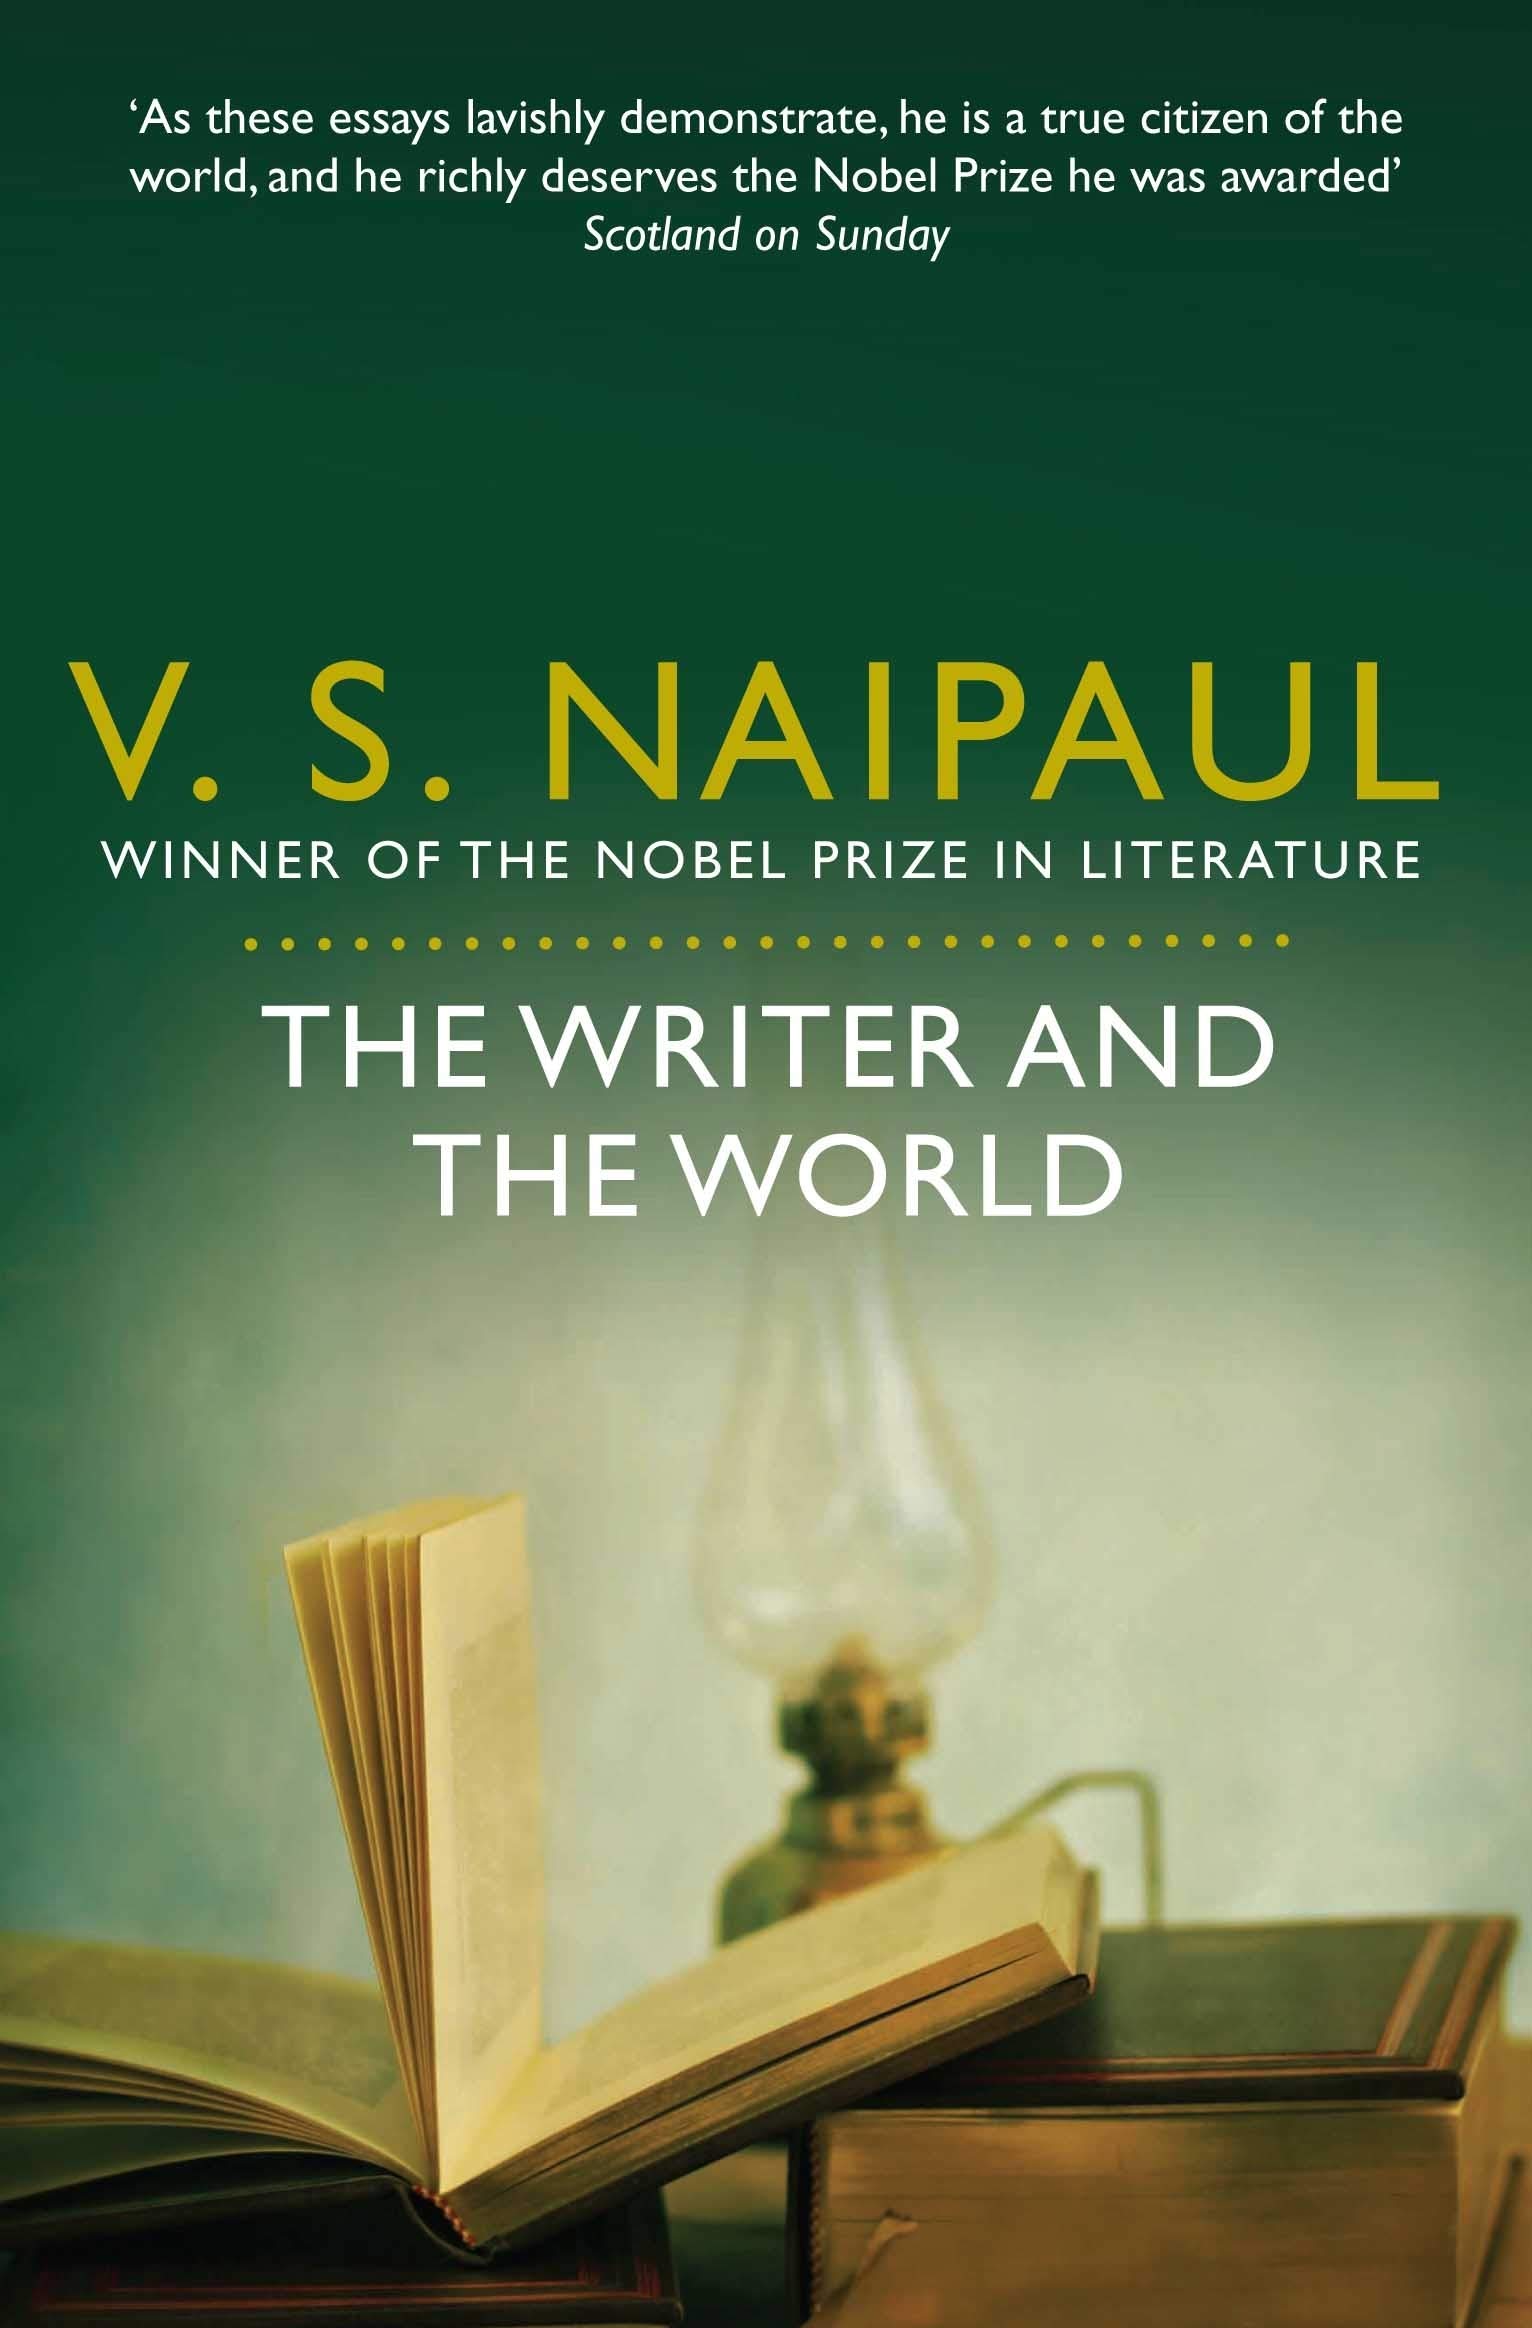 ‘As these essays lavishly demonstrate, he is a true citizen of the
world, and he richly deserves the Nobel Prize he was awarded’
Scotland on Sunday
V. S. NAIPAUL
WINNER OF THE NOBEL PRIZE IN LITERATURE
THE WRITER AND
THE WORLD